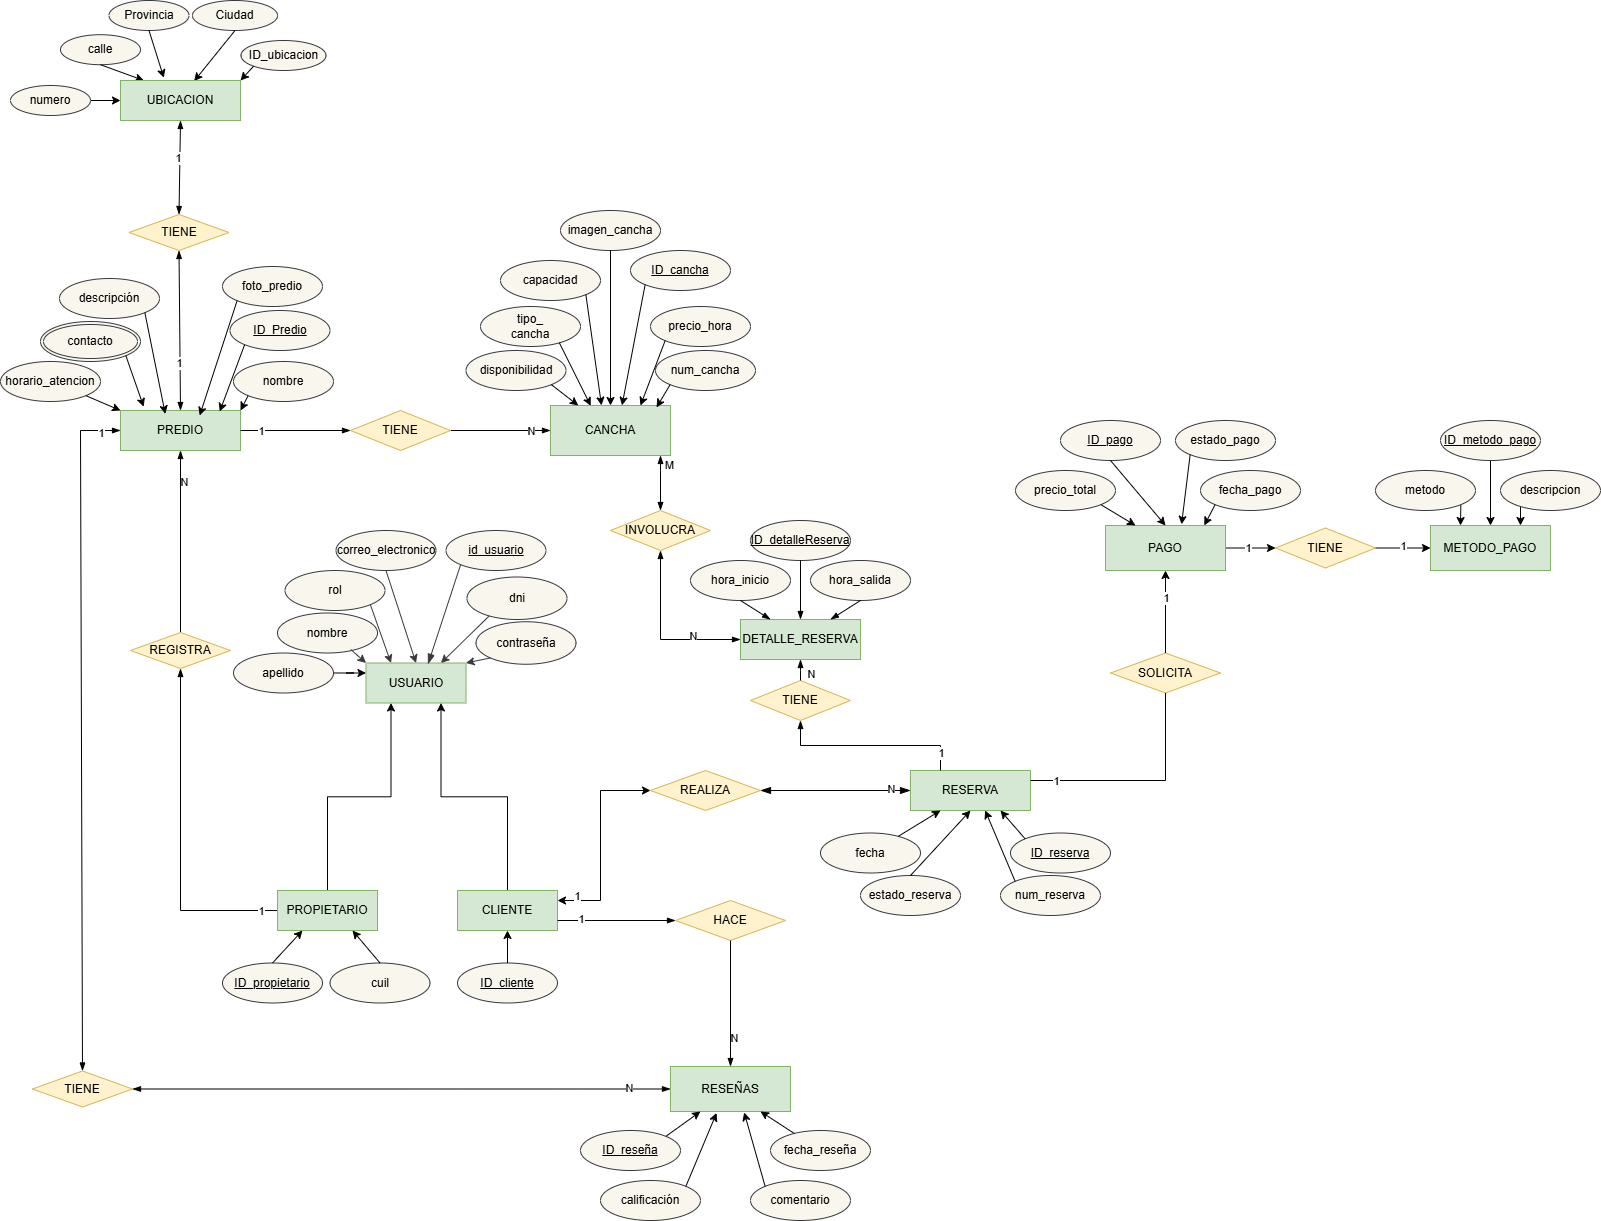 Provincia
Ciudad
calle
ID_ubicacion
numero
UBICACION
1
TIENE
1
descripción
foto_predio
contacto
ID_Predio
horario_atencion
nombre
PREDIO
1
1
TIENE
N
imagen_cancha
capacidad
ID_cancha
tipo_
cancha
precio_hora
disponibilidad
num_cancha
CANCHA
M
INVOLUCRA
N
ID_detalleReserva
hora_inicio
hora_salida
DETALLE_RESERVA
N
TIENE
1
ID_pago
estado_pago
precio_total
fecha_pago
PAGO
1
TIENE
1
ID_metodo_pago
metodo
descripcion
METODO_PAGO
1
SOLICITA
1
N
REGISTRA
1
correo_electronico
id_usuario
rol
dni
nombre
contraseña
apellido
USUARIO
REALIZA
N
RESERVA
fecha
ID_reserva
estado_reserva
num_reserva
PROPIETARIO
ID_propietario
cuil
CLIENTE
1
1
ID_cliente
HACE
N
TIENE
N
RESEÑAS
ID_reseña
fecha_reseña
calificación
comentario